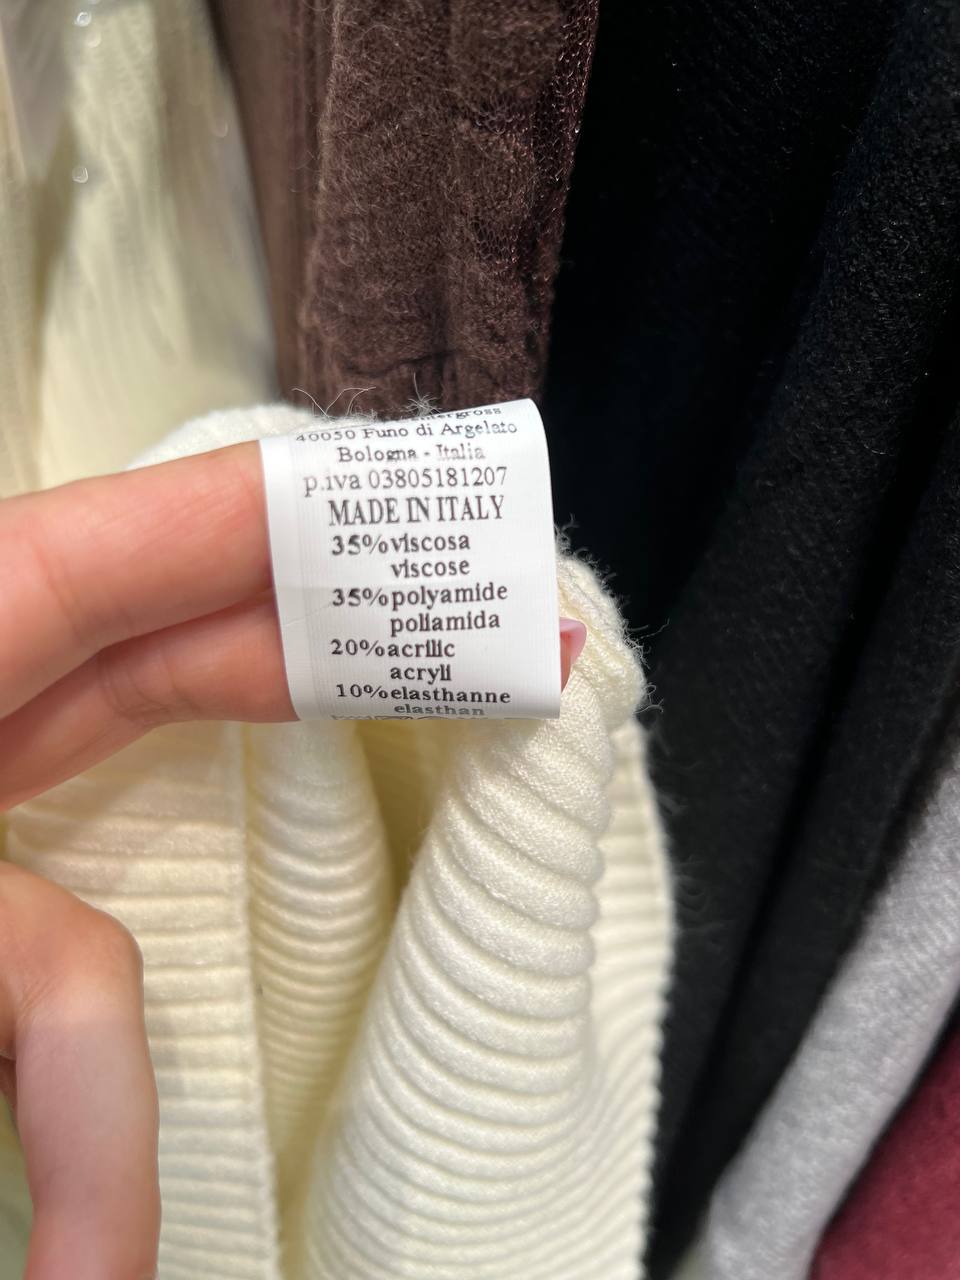 Centergross
40050 Funo di Argelato
Bologna - Italia
p.iva 03805181207
MADE IN ITALY
35% viscosa
viscose
35% polyamide
poliamida
20% acrilic
acryli
10% elasthanne
elasthan